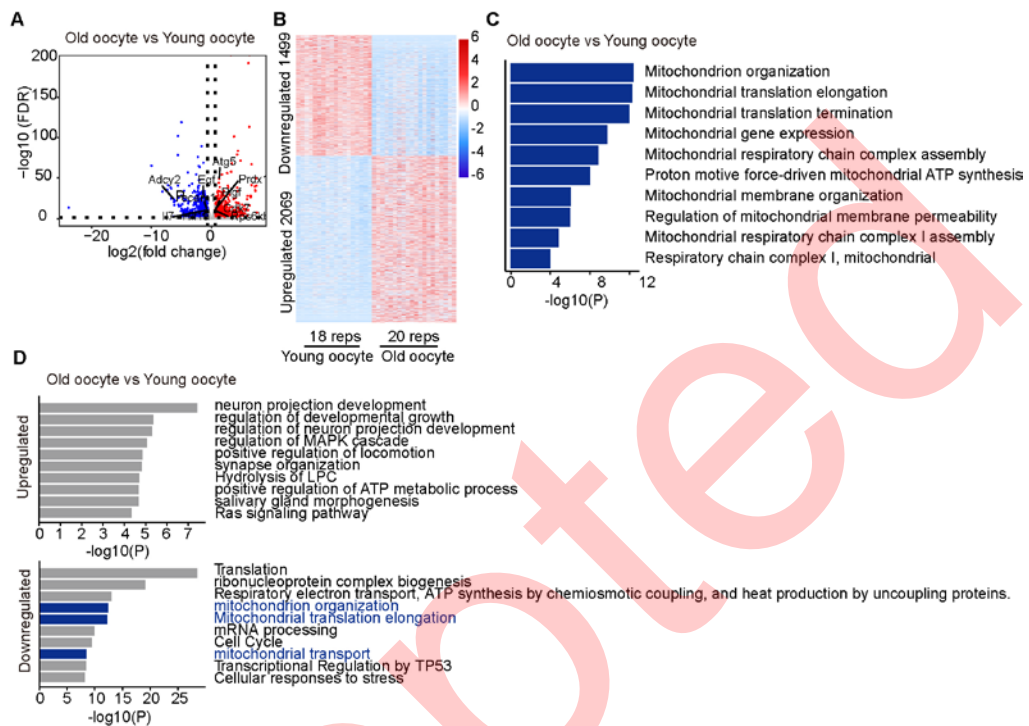 A
Old oocyte vs Young oocyte
200
150
100
50
0
-log10 (FDR)
Atg5
Egf
Adcy2
Prdx
−20
−10
0
log2(fold change)
B
Downregulated 1499
Upregulated 2069
6
4
2
0
-2
-4
-6
18 reps
20 reps
Young oocyte
Old oocyte
C
Old oocyte vs Young oocyte
Mitochondrion organization
Mitochondrial translation elongation
Mitochondrial translation termination
Mitochondrial gene expression
Mitochondrial respiratory chain complex assembly
Proton motive force-driven mitochondrial ATP synthesis
Mitochondrial membrane organization
Regulation of mitochondrial membrane permeability
Mitochondrial respiratory chain complex I assembly
Respiratory chain complex I, mitochondrial
0 4 8 12
-log10(P)
D
Old oocyte vs Young oocyte
Upregulated
neuron projection development
regulation of developmental growth
regulation of neuron projection development
regulation of MAPK cascade
positive regulation of locomotion
synapse organization
Hydrolysis of LPC
positive regulation of ATP metabolic process
salivary gland morphogenesis
Ras signaling pathway
0 1 2 3 4 5 6 7
-log10(P)
Downregulated
Translation
ribonucleoprotein complex biogenesis
Respiratory electron transport, ATP synthesis by chemiosmotic coupling, and heat production by uncoupling proteins.
mitochondrion organization
Mitochondrial translation elongation
mRNA processing
Cell Cycle
mitochondrial transport
Transcriptional Regulation by TP53
Cellular responses to stress
0 5 10 15 20 25
-log10(P)
pted